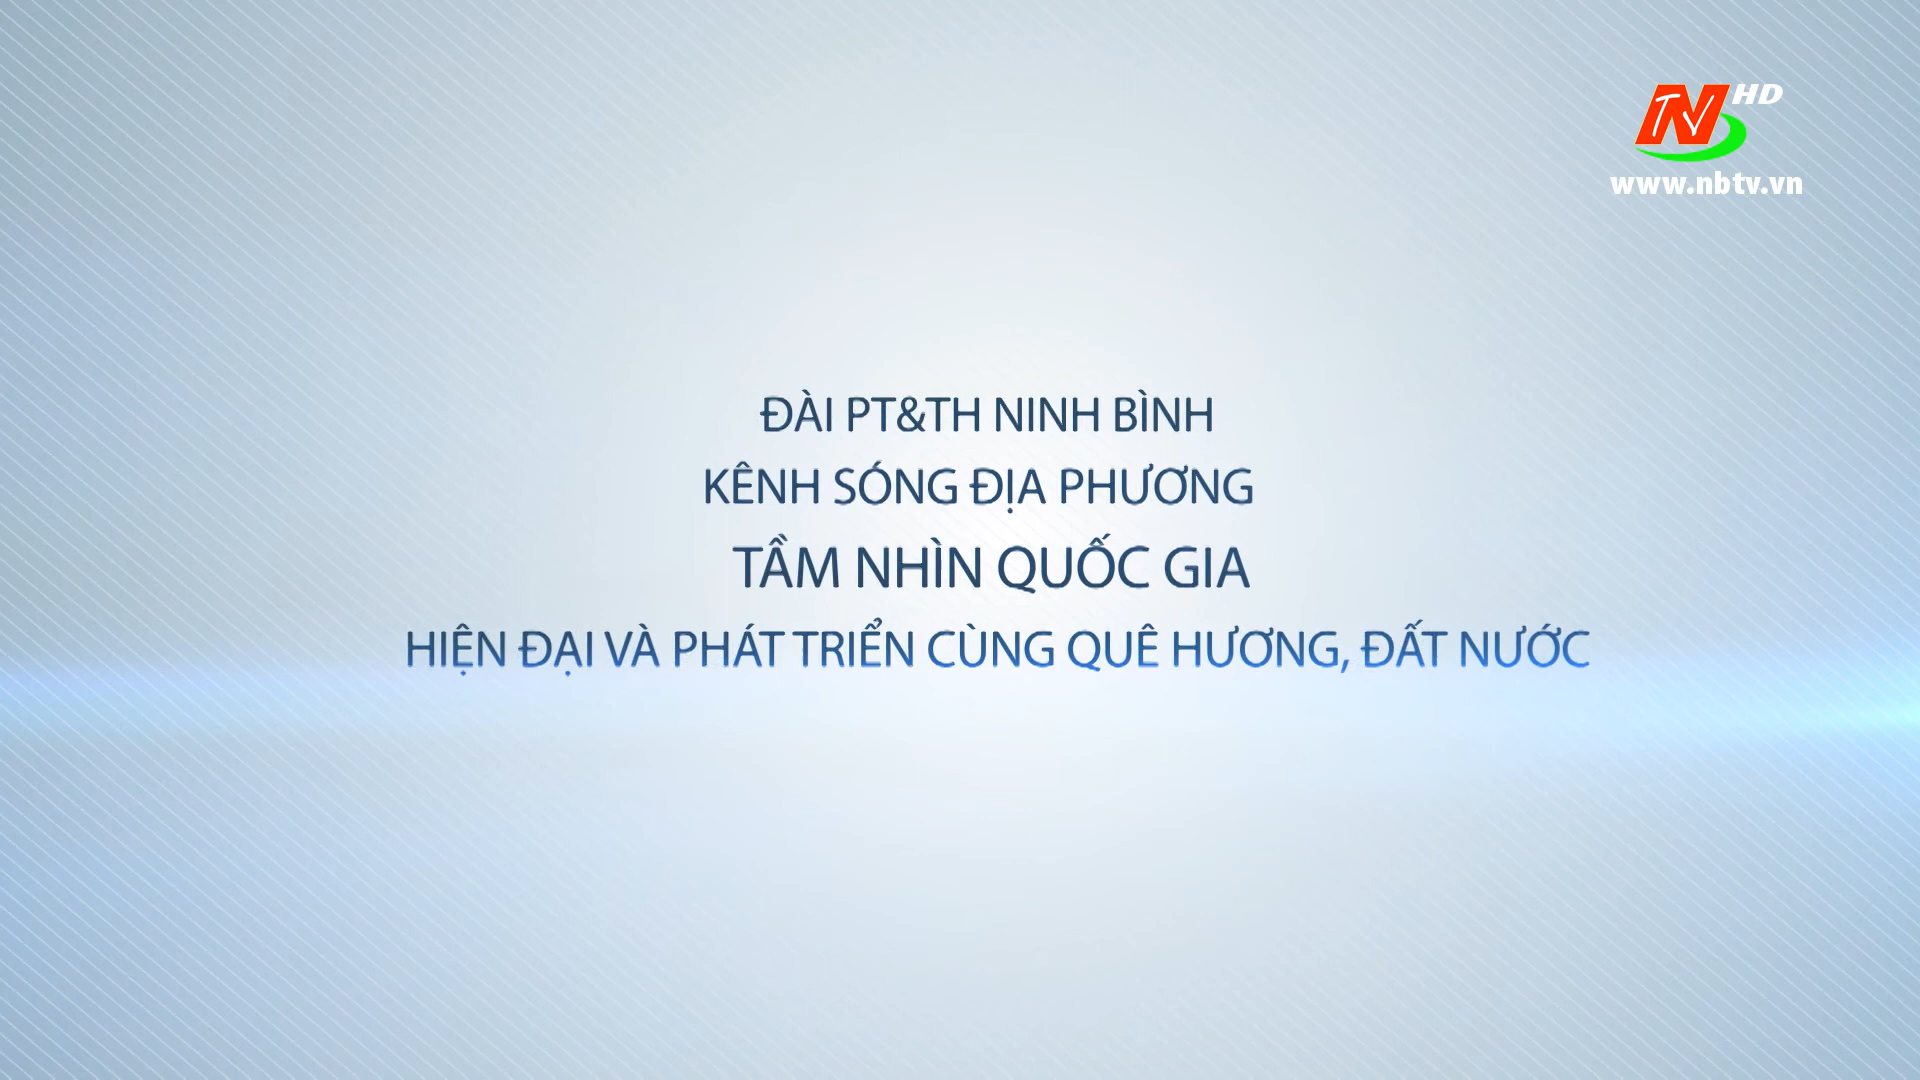 NTV HD
www.nbtv.vn
ĐÀI PT&TH NINH BÌNH
KÊNH SÓNG ĐỊA PHƯƠNG
TẦM NHÌN QUỐC GIA
HIỆN ĐẠI VÀ PHÁT TRIỂN CÙNG QUÊ HƯƠNG, ĐẤT NƯỚC